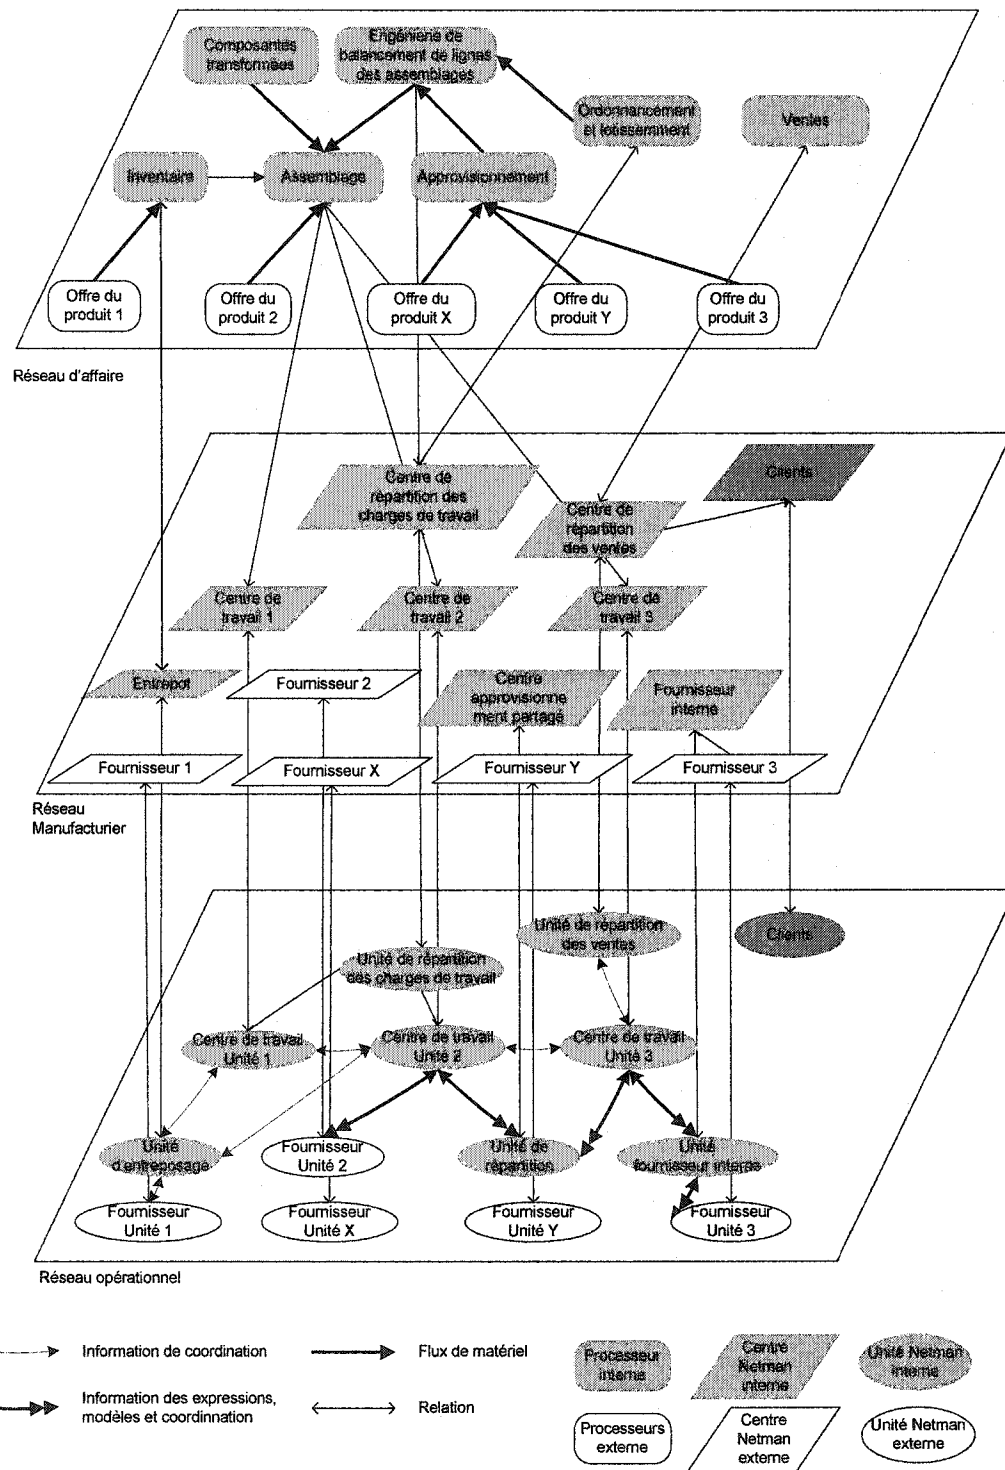 Composantes
transformées
Engénierie de
balancement de lignes
des assemblages
Ordonnancement
et lotissemment
Ventes
Inventaire
Assemblage
Approvisionnement
Offre du
produit 1
Offre du
produit 2
Offre du
produit X
Offre du
produit Y
Offre du
produit 3
Réseau d'affaire
Centre de
répartition des
charges de travail
Clients
Centre de
répartition
des ventes
Centre de
travail 1
Centre de
travail 2
Centre de
travail 3
Entrepot
Fournisseur 2
Centre
approvisionne
ment partagé
Fournisseur
interne
Fournisseur 1
Fournisseur X
Fournisseur Y
Fournisseur 3
Réseau
Manufacturier
Unité de répartition
des ventes
Clients
Unité de répartition
des charges de travail
Centre de travail
Unité 1
Centre de travail
Unité 2
Centre de travail
Unité 3
Unité
d'entreposage
Fournisseur
Unité 2
Unité de
répartition
Unité
fournisseur interne
Fournisseur
Unité 1
Fournisseur
Unité X
Fournisseur
Unité Y
Fournisseur
Unité 3
Réseau opérationnel
Information de coordination
Flux de matériel
Information des expressions,
modèles et coordinnation
Relation
Processeur
interne
Centre
Netman
interne
Unité Netman
interne
Processeurs
externe
Centre
Netman
externe
Unité Netman
externe